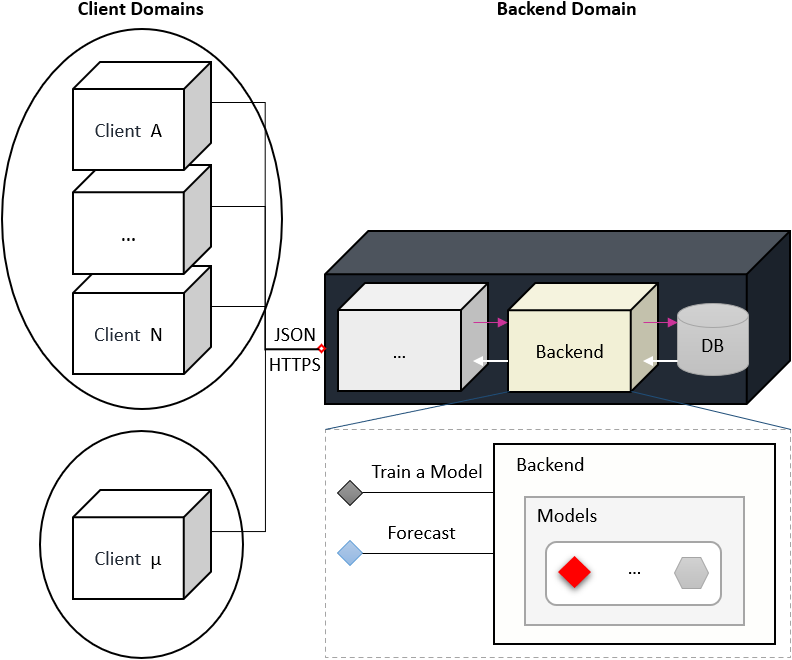 Client Domains
Backend Domain
Client A
...
Client N
JSON
HTTPS
...
Backend
DB
Client μ
Train a Model
Forecast
Backend
Models
...